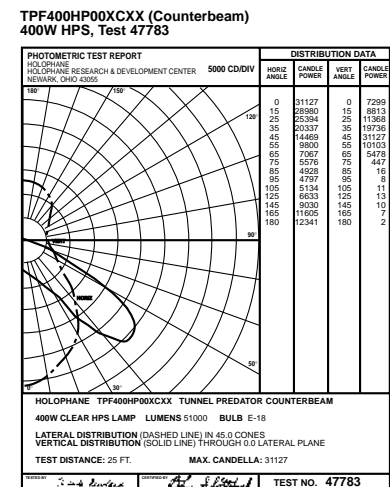 TPF400HP00XCXX (Counterbeam)
400W HPS, Test 47783
PHOTOMETRIC TEST REPORT
HOLOPHANE
HOLOPHANE RESEARCH & DEVELOPMENT CENTER
NEWARK, OHIO 43055
5000 CD/DIV
DISTRIBUTION DATA
HORIZ ANGLE CANDLE POWER VERT ANGLE CANDLE POWER
0 31127 0 7299
15 28980 15 8813
25 25394 25 11368
35 20337 35 19736
45 14469 45 31127
55 9800 55 10103
65 7067 65 5478
75 5576 75 447
85 4928 85 16
95 4797 95 8
105 5134 105 11
125 6633 125 13
145 9030 145 10
165 11605 165 7
180 12341 180 2
180°
150°
120°
90°
HORIZ
50°
30°
0°
HOLOPHANE TPF400HP00XCXX TUNNEL PREDATOR COUNTERBEAM
400W CLEAR HPS LAMP LUMENS 51000 BULB E-18
LATERAL DISTRIBUTION (DASHED LINE) IN 45.0 CONES
VERTICAL DISTRIBUTION (SOLID LINE) THROUGH 0.0 LATERAL PLANE
TEST DISTANCE: 25 FT. MAX. CANDELLA: 31127
TESTED BY
CERTIFIED BY
TEST NO. 47783